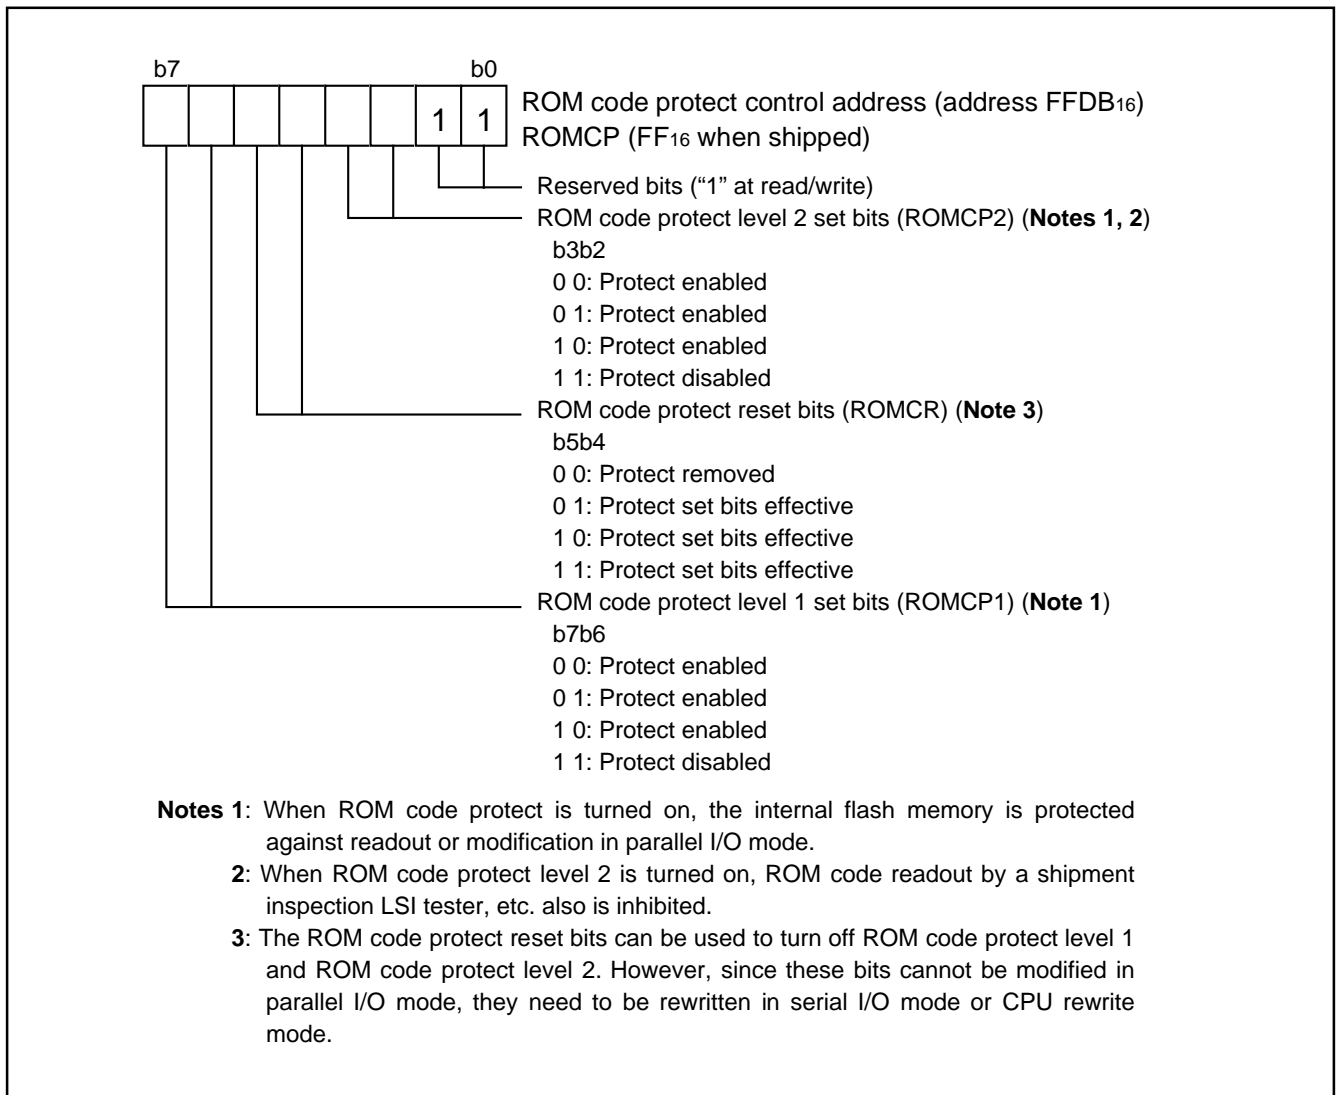 b7 b0
1 1
ROM code protect control address (address FFDB16)
ROMCP (FF16 when shipped)
Reserved bits (“1” at read/write)
ROM code protect level 2 set bits (ROMCP2) (Notes 1, 2)
b3b2
0 0: Protect enabled
0 1: Protect enabled
1 0: Protect enabled
1 1: Protect disabled
ROM code protect reset bits (ROMCR) (Note 3)
b5b4
0 0: Protect removed
0 1: Protect set bits effective
1 0: Protect set bits effective
1 1: Protect set bits effective
ROM code protect level 1 set bits (ROMCP1) (Note 1)
b7b6
0 0: Protect enabled
0 1: Protect enabled
1 0: Protect enabled
1 1: Protect disabled
Notes 1: When ROM code protect is turned on, the internal flash memory is protected
against readout or modification in parallel I/O mode.
2: When ROM code protect level 2 is turned on, ROM code readout by a shipment
inspection LSI tester, etc. also is inhibited.
3: The ROM code protect reset bits can be used to turn off ROM code protect level 1
and ROM code protect level 2. However, since these bits cannot be modified in
parallel I/O mode, they need to be rewritten in serial I/O mode or CPU rewrite
mode.